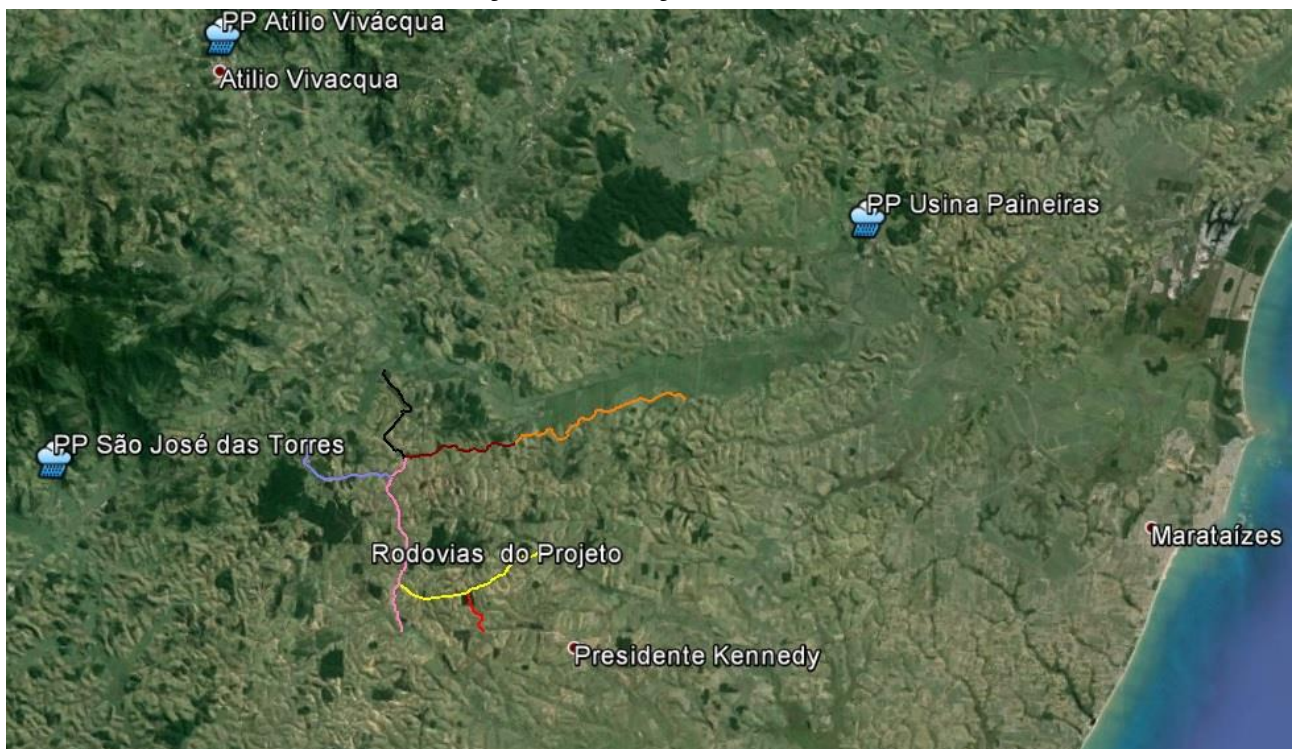 PP Atílio Vivácqua
Atilio Vivacqua
PP Usina Paineiras
PP São José das Torres
Marataízes
Rodovias do Projeto
Presidente Kennedy